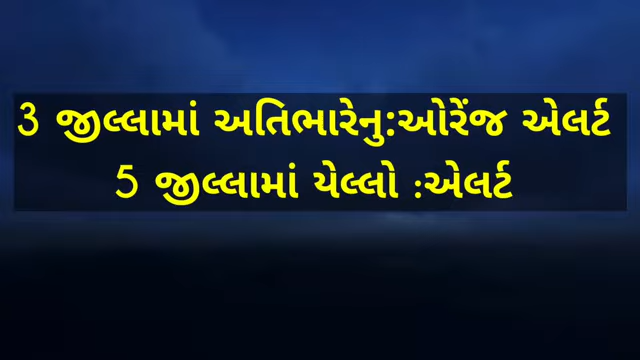 3 જીલ્લામાં અતિભારેનુ:ઓરેંજ એલર્ટ
5 જીલ્લામાં યેલ્લો :એલર્ટ